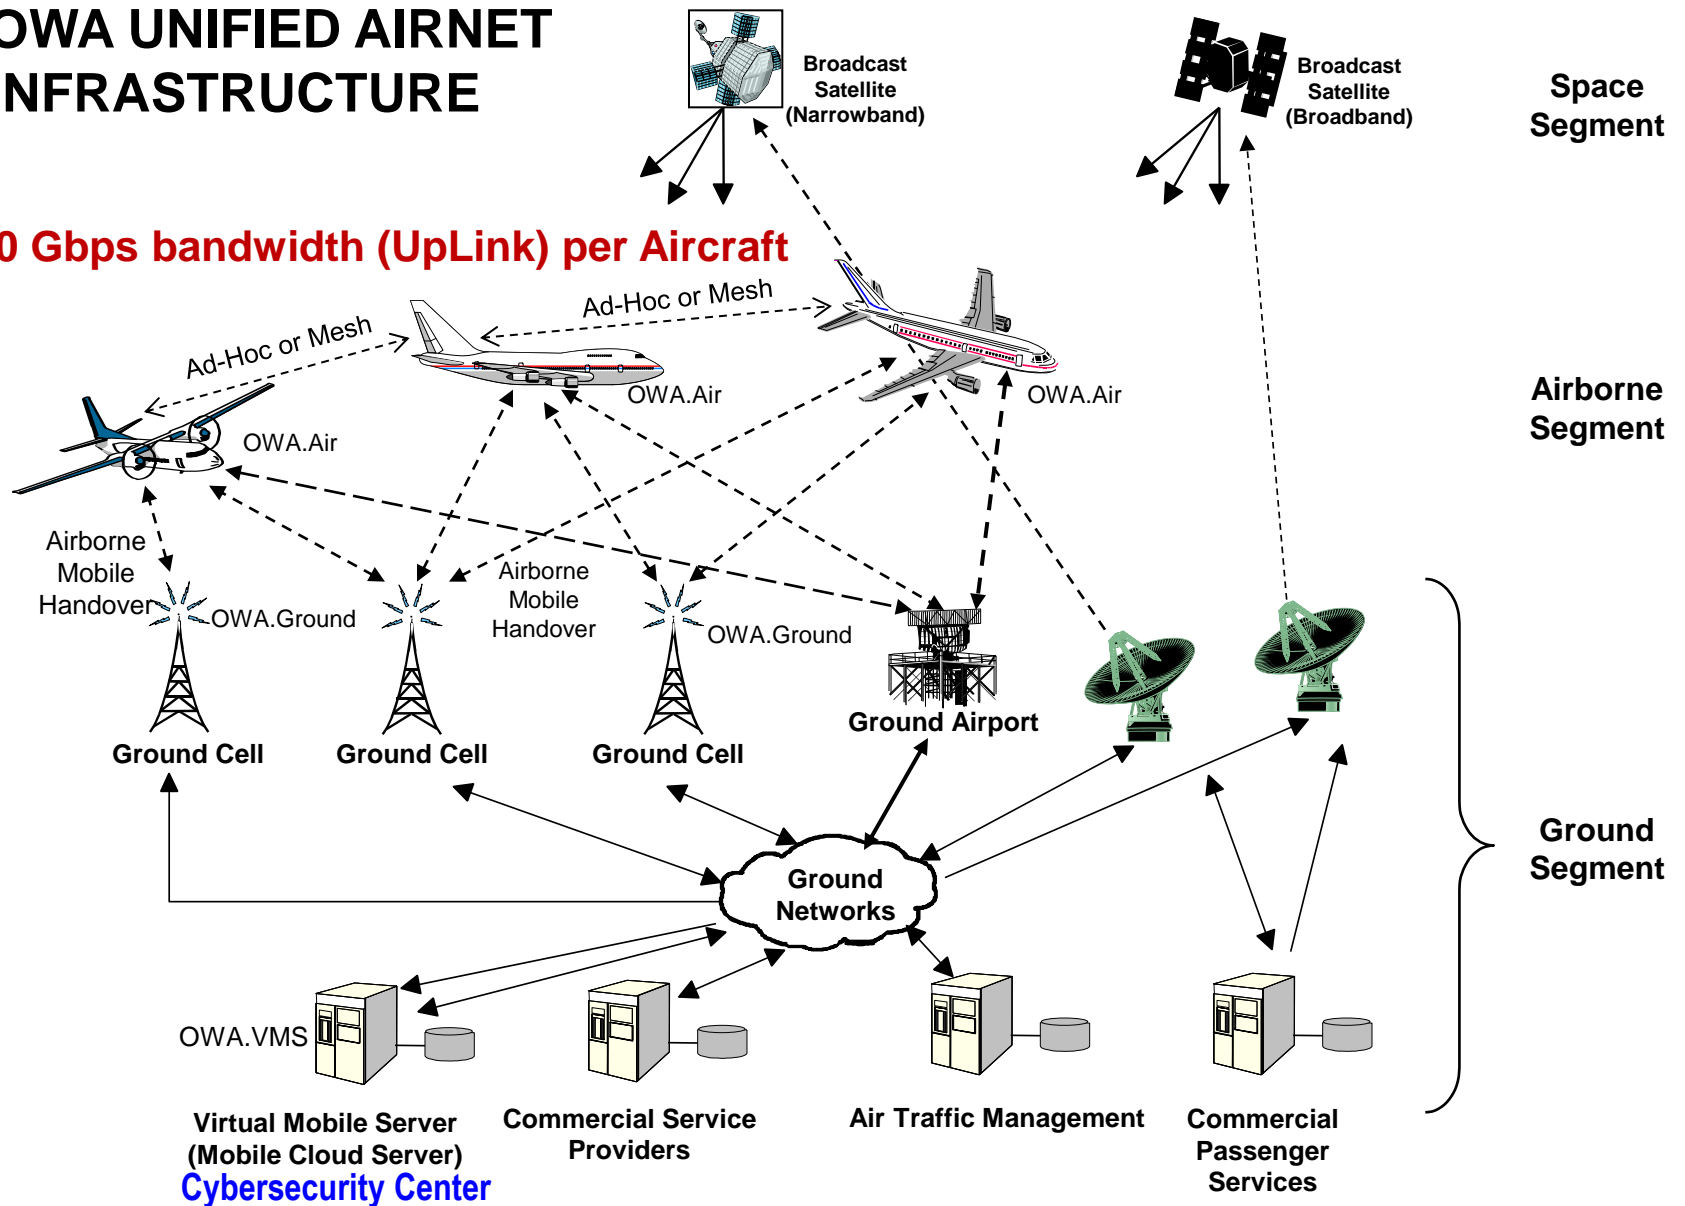 OWA UNIFIED AIRNET
NFRASTRUCTURE
Broadcast
Satellite
(Narrowband)
Broadcast
Satellite
(Broadband)
Space
Segment
0 Gbps bandwidth (UpLink) per Aircraft
Ad-Hoc or Mesh
Ad-Hoc or Mesh
OWA.Air
OWA.Air
OWA.Air
Airborne
Segment
Airborne
Mobile
Handover
OWA.Ground
Airborne
Mobile
Handover
OWA.Ground
Ground Cell
Ground Cell
Ground Cell
Ground Airport
Ground
Networks
Ground
Segment
OWA.VMS
Virtual Mobile Server
(Mobile Cloud Server)
Cybersecurity Center
Commercial Service
Providers
Air Traffic Management
Commercial
Passenger
Services